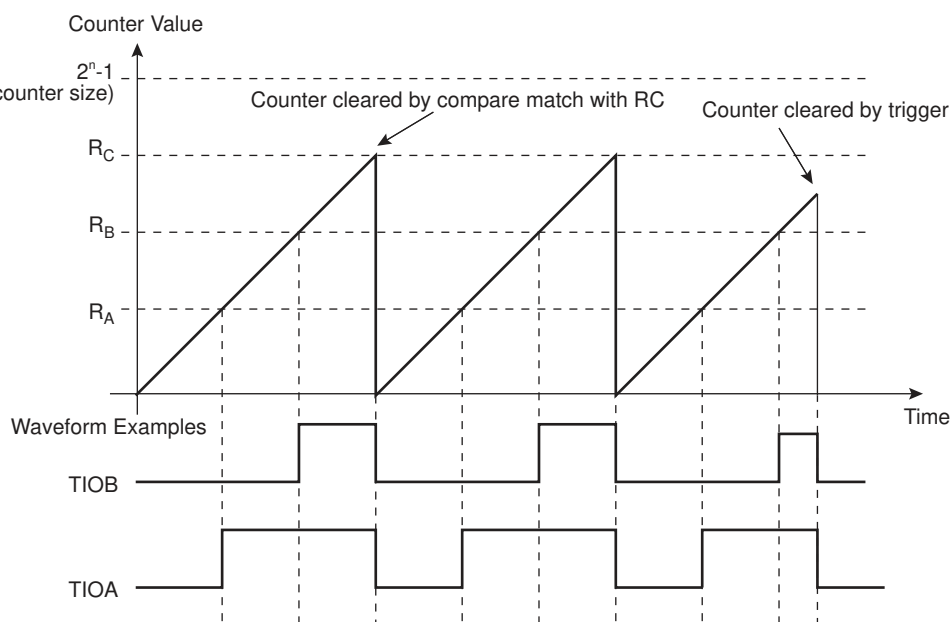 Counter Value
2ⁿ-1
counter size)
Counter cleared by compare match with RC
Counter cleared by trigger
R_C
R_B
R_A
Time
Waveform Examples
TIOB
TIOA